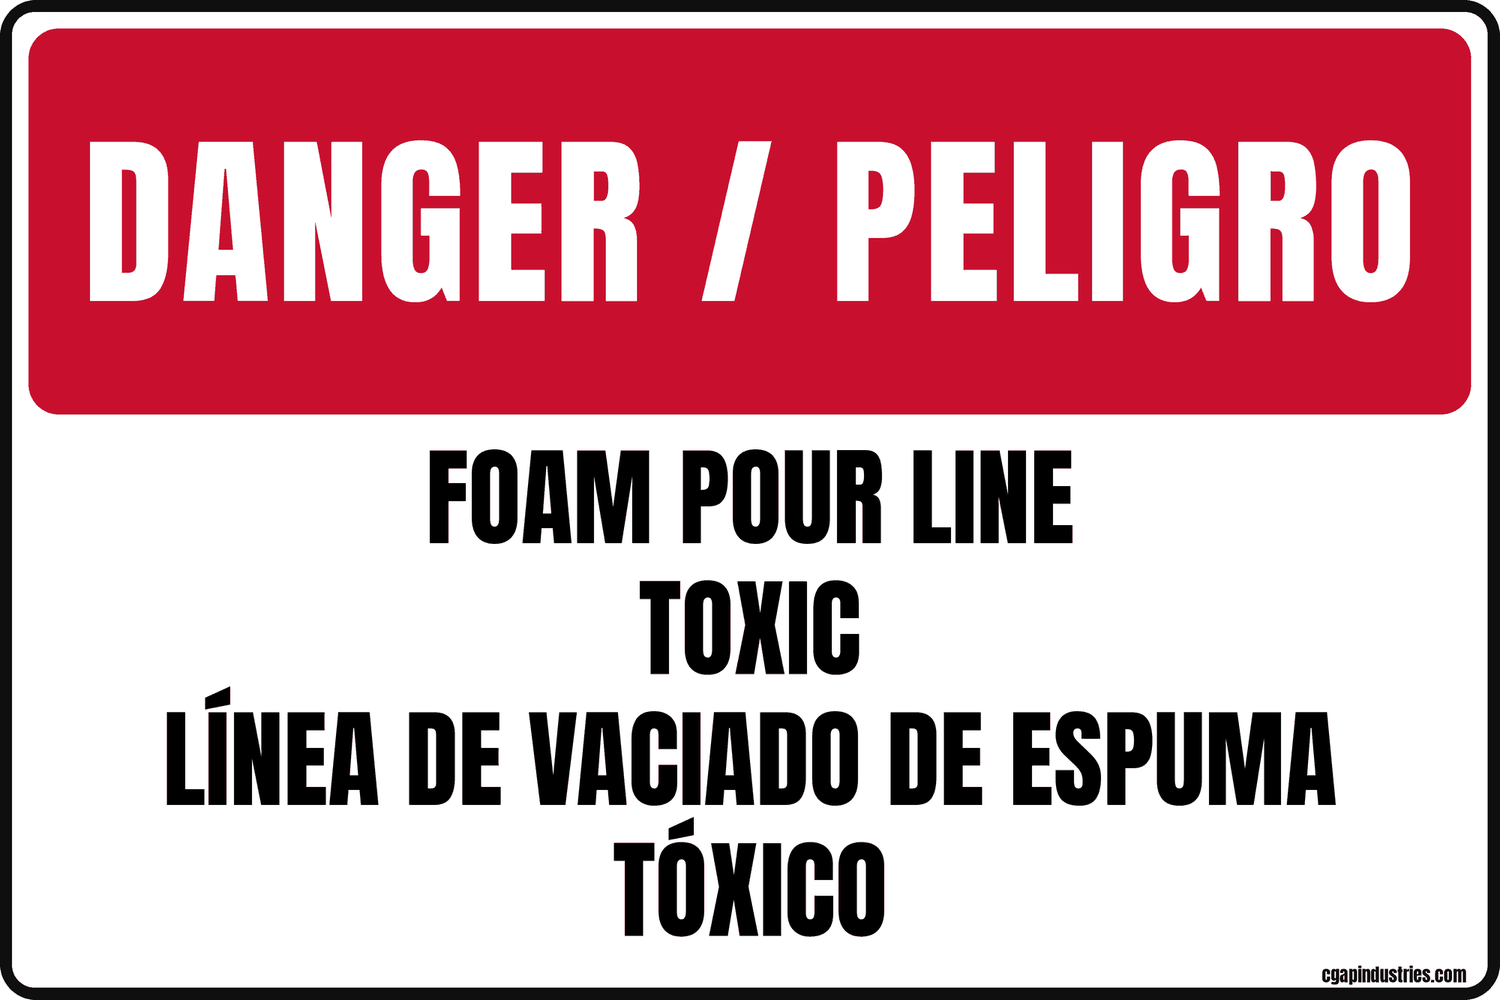 DANGER / PELIGRO
FOAM POUR LINE
TOXIC
LÍNEA DE VACIADO DE ESPUMA
TÓXICO
cgapindustries.com